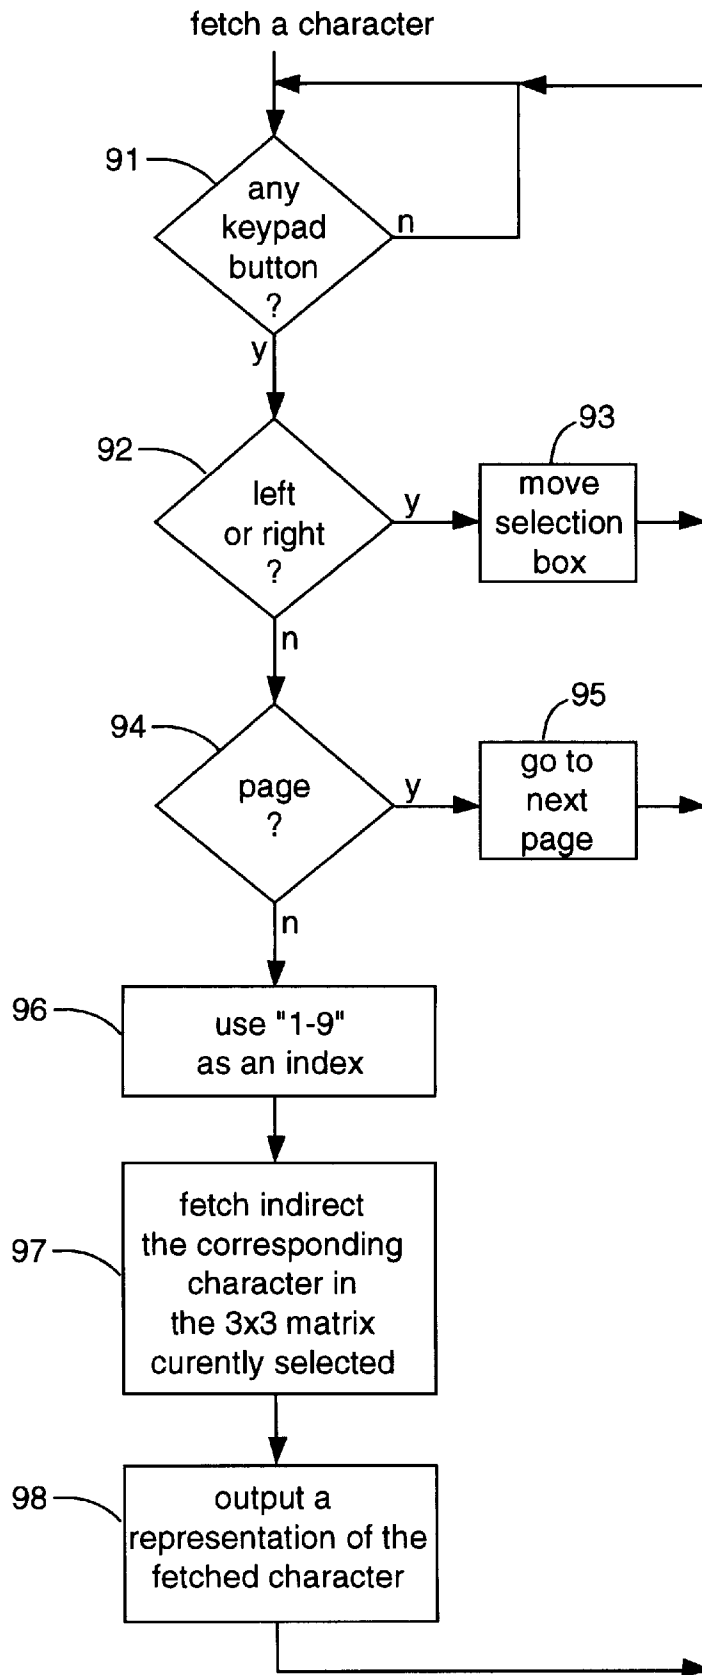 fetch a character
91
any
keypad
button
?
n
y
92
left
or right
?
y
93
move
selection
box
n
94
page
?
y
95
go to
next
page
n
96
use "1-9"
as an index
97
fetch indirect
the corresponding
character in
the 3x3 matrix
curently selected
98
output a
representation of the
fetched character